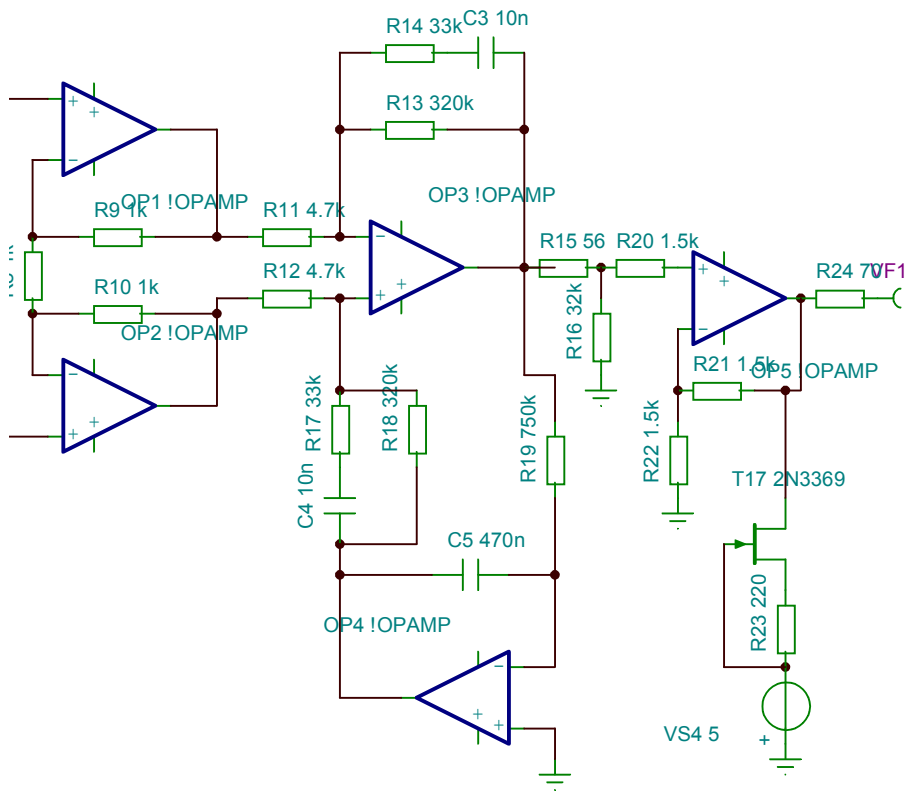 R14 33k
C3 10n
R13 320k
OP3 !OPAMP
OP1 !OPAMP
R9 1k
R11 4.7k
R12 4.7k
R10 1k
OP2 !OPAMP
R15 56
R20 1.5k
R24 70
VF1
R16 32k
R21 1.5k
OP5 !OPAMP
R17 33k
R18 320k
R19 750k
R22 1.5k
T17 2N3369
C4 10n
C5 470n
OP4 !OPAMP
R23 220
VS4 5